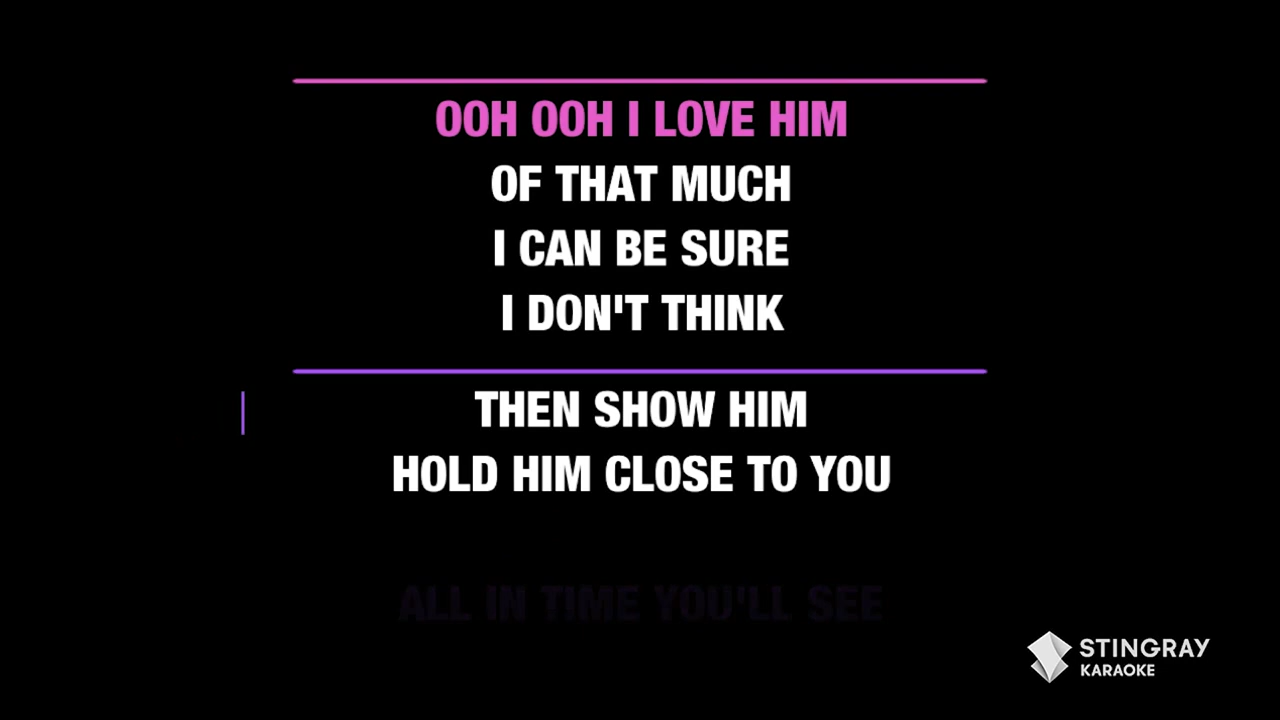 OOH OOH I LOVE HIM
OF THAT MUCH
I CAN BE SURE
I DON'T THINK
THEN SHOW HIM
HOLD HIM CLOSE TO YOU
ALL IN TIME YOU'LL SEE
STINGRAY
KARAOKE